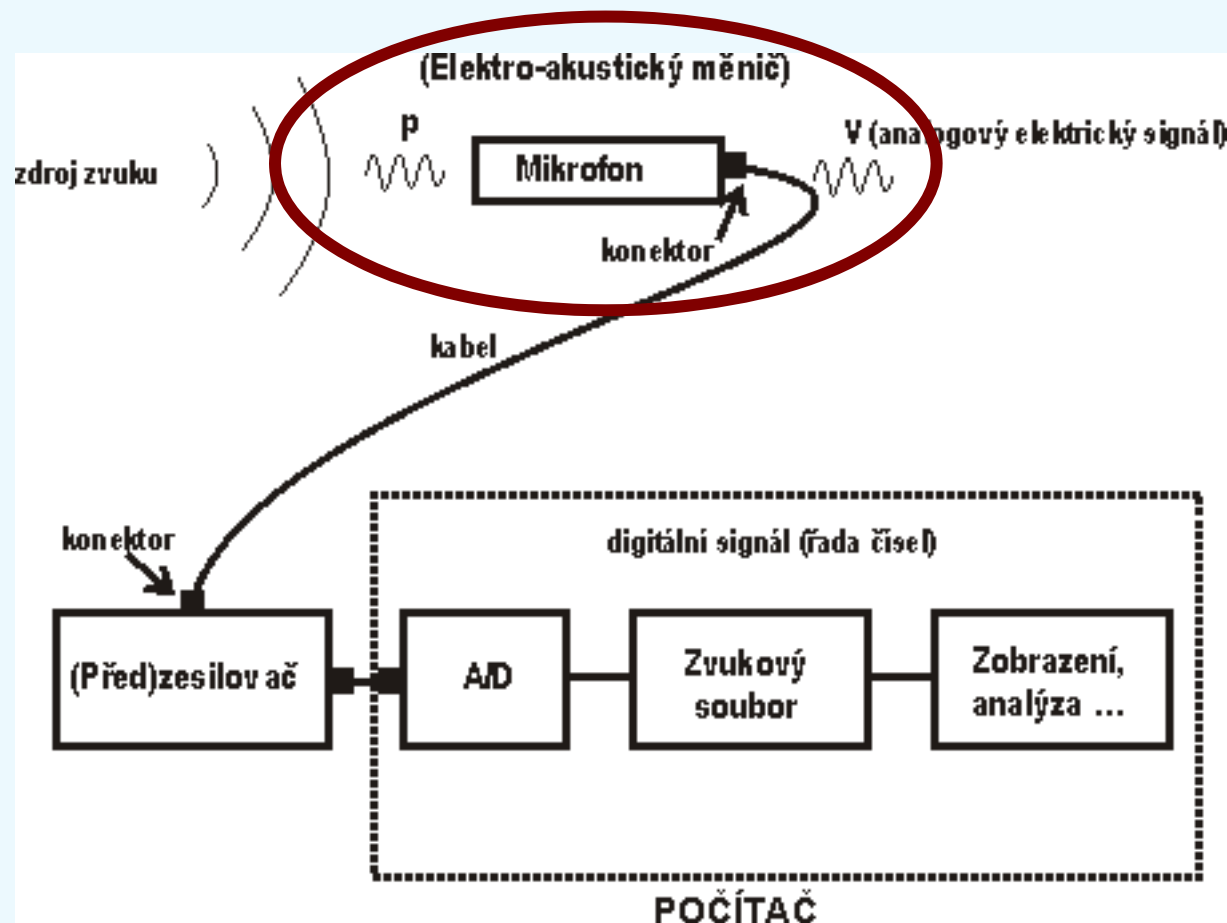 (Elektro-akustický měnič)
p
V (analogový elektrický signál)
zdroj zvuku
Mikrofon
konektor
kabel
konektor
digitální signál (řada čísel)
(Před)zesilovač
A/D
Zvukový
soubor
Zobrazení,
analýza ...
POČÍTAČ